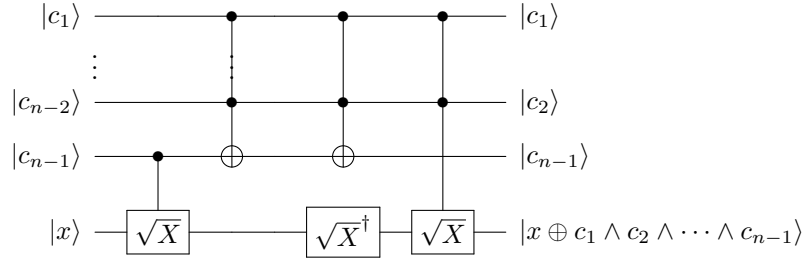 |c₁⟩ |c₁⟩
⋮ ⋮
|cₙ₋₂⟩ |c₂⟩
|cₙ₋₁⟩ |cₙ₋₁⟩
|x⟩ √X √X† √X |x ⊕ c₁ ∧ c₂ ∧ ⋯ ∧ cₙ₋₁⟩